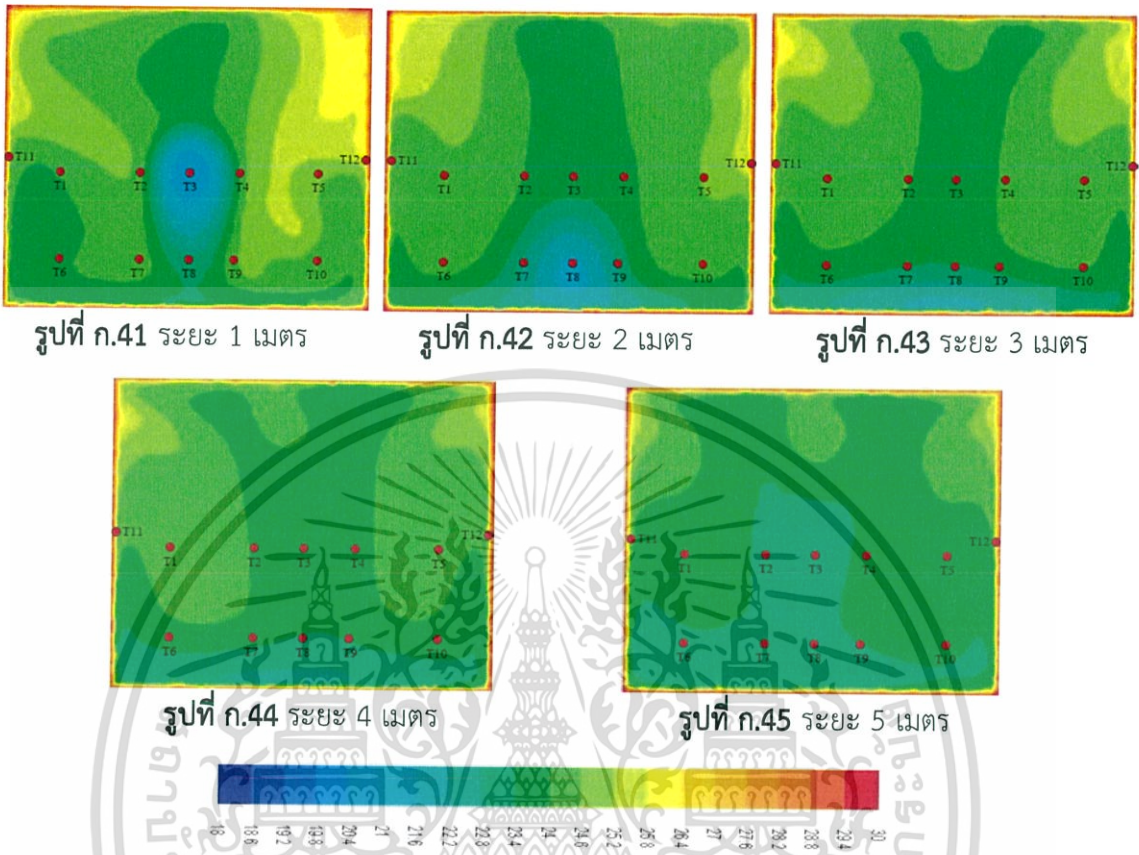 T11 T12
T1 T2 T3 T4 T5
T6 T7 T8 T9 T10
T11 T12
T1 T2 T3 T4 T5
T6 T7 T8 T9 T10
T11 T12
T1 T2 T3 T4 T5
T6 T7 T8 T9 T10
รูปที่ ก.41 ระยะ 1 เมตร
รูปที่ ก.42 ระยะ 2 เมตร
รูปที่ ก.43 ระยะ 3 เมตร
T11 T12
T1 T2 T3 T4 T5
T6 T7 T8 T9 T10
T11 T12
T1 T2 T3 T4 T5
T6 T7 T8 T9 T10
รูปที่ ก.44 ระยะ 4 เมตร
รูปที่ ก.45 ระยะ 5 เมตร
18 18.6 19.2 19.8 20.4 21 21.6 22.2 22.8 23.4 24 24.6 25.2 25.8 26.4 27 27.6 28.2 28.8 29.4 30